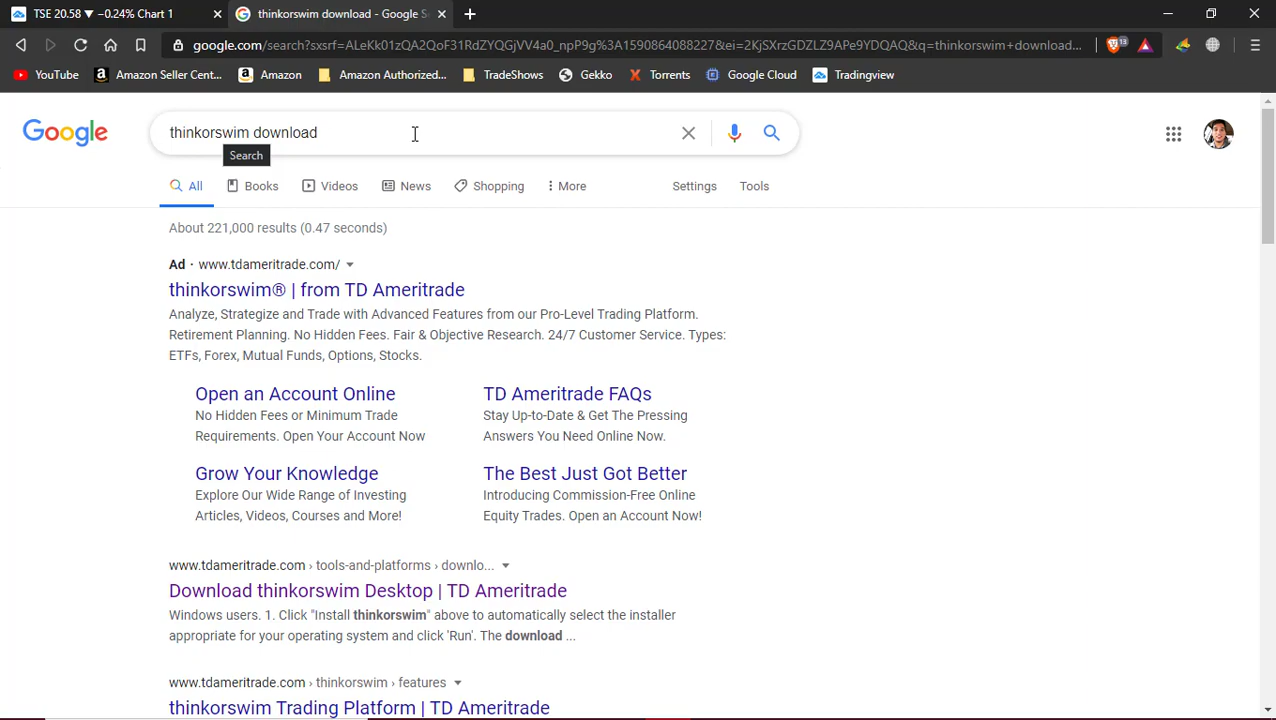 TSE 20.58 ▼ −0.24% Chart 1
thinkorswim download - Google S
google.com/search?sxsrf=ALeKk01zQA2QoF31RdZYQGjVV4a0_npP9g%3A1590864088227&ei=2KjSXrzGDZLZ9APe9YDQAQ&q=thinkorswim+download...
13
YouTube Amazon Seller Cent... Amazon Amazon Authorized... TradeShows Gekko Torrents Google Cloud Tradingview
Google
thinkorswim download
Search
All Books Videos News Shopping More Settings Tools
About 221,000 results (0.47 seconds)
Ad · www.tdameritrade.com/
thinkorswim® | from TD Ameritrade
Analyze, Strategize and Trade with Advanced Features from our Pro-Level Trading Platform.
Retirement Planning. No Hidden Fees. Fair & Objective Research. 24/7 Customer Service. Types:
ETFs, Forex, Mutual Funds, Options, Stocks.
Open an Account Online
No Hidden Fees or Minimum Trade
Requirements. Open Your Account Now
TD Ameritrade FAQs
Stay Up-to-Date & Get The Pressing
Answers You Need Online Now.
Grow Your Knowledge
Explore Our Wide Range of Investing
Articles, Videos, Courses and More!
The Best Just Got Better
Introducing Commission-Free Online
Equity Trades. Open an Account Now!
www.tdameritrade.com › tools-and-platforms › downlo...
Download thinkorswim Desktop | TD Ameritrade
Windows users. 1. Click "Install thinkorswim" above to automatically select the installer
appropriate for your operating system and click 'Run'. The download ...
www.tdameritrade.com › thinkorswim › features
thinkorswim Trading Platform | TD Ameritrade